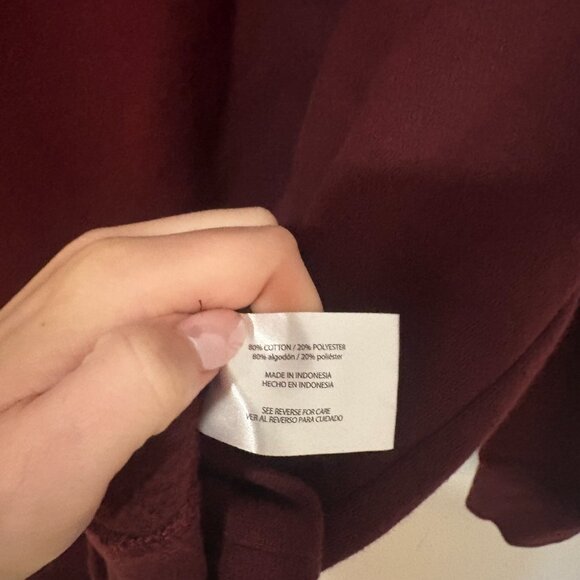 80% COTTON / 20% POLYESTER
80% algodón / 20% poliéster
MADE IN INDONESIA
HECHO EN INDONESIA
SEE REVERSE FOR CARE
VER AL REVERSO PARA CUIDADO